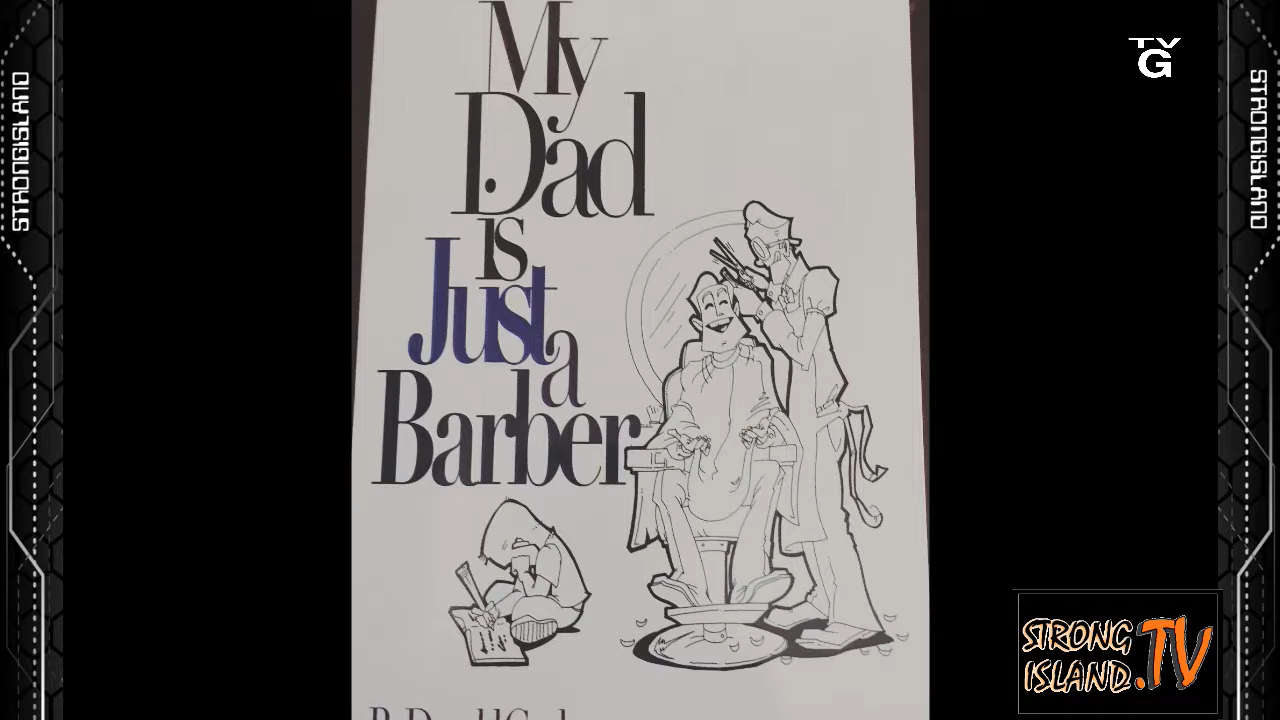 My
Dad
is
Just
a
Barber
TV
G
STRONGISLAND
STRONGISLAND
STRONG
ISLAND.TV